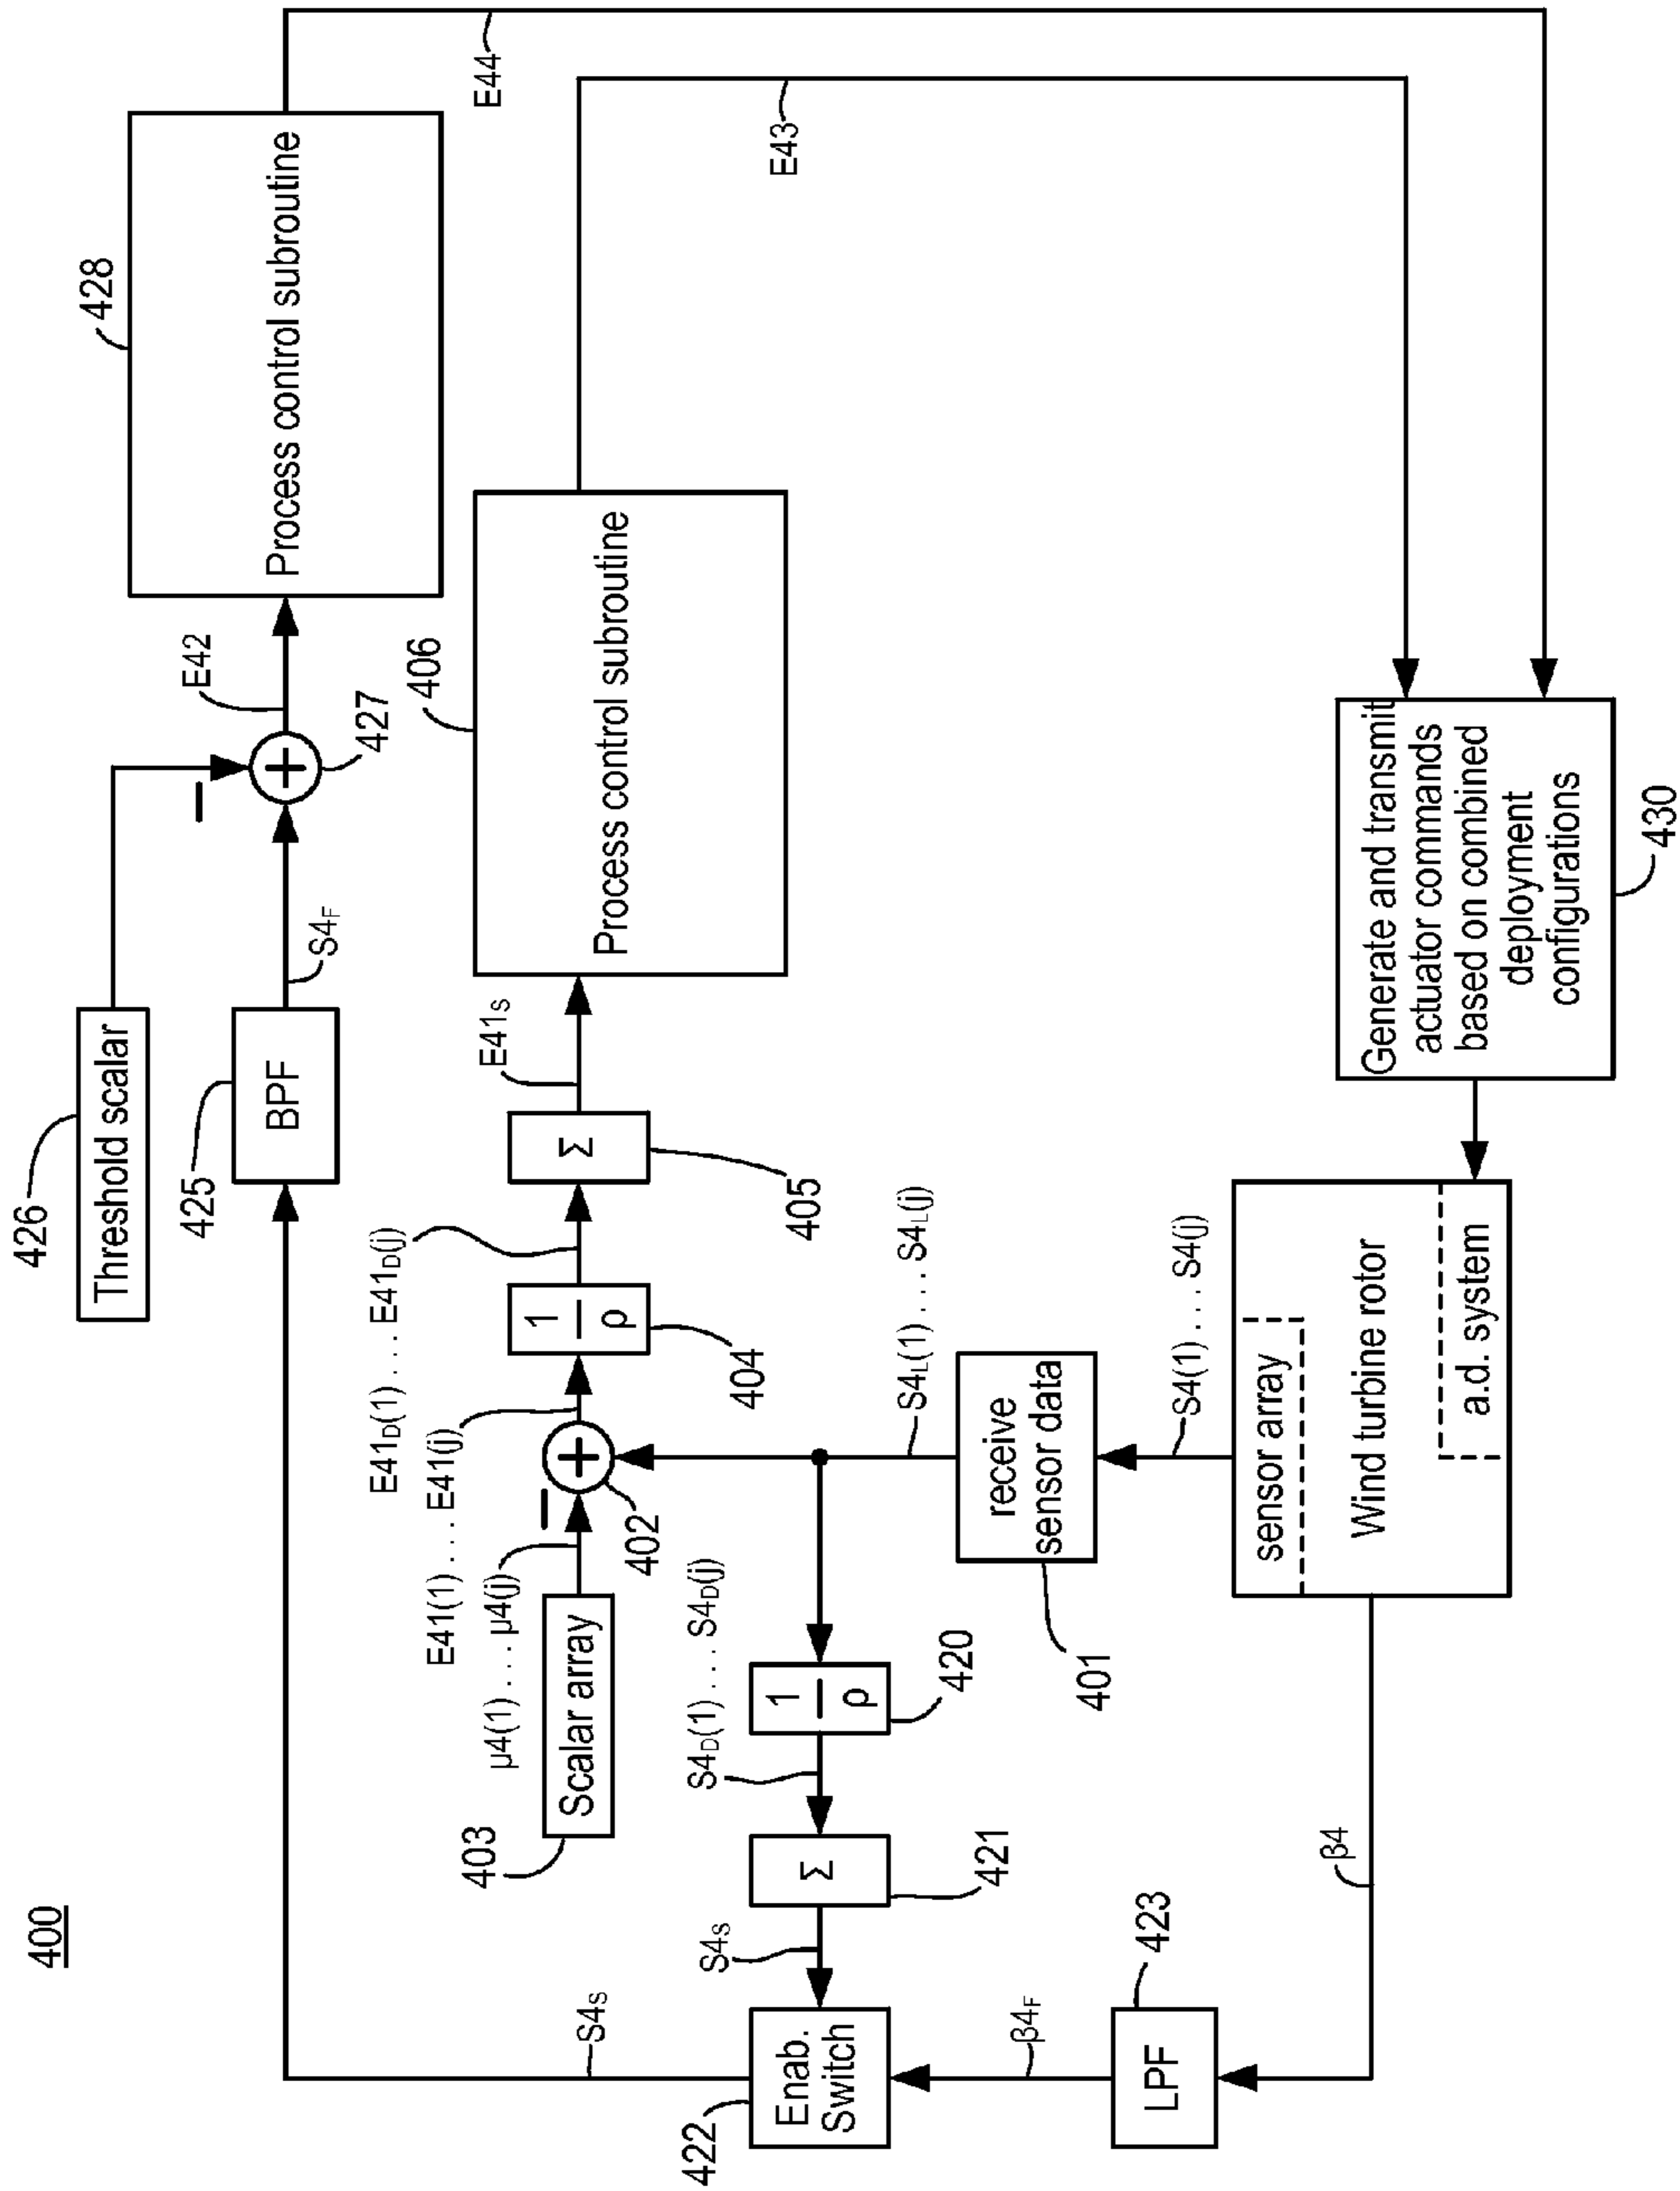 400
426
Threshold scalar
425
BPF
S4F
427
E42
428
Process control subroutine
E44
S4S
403
Scalar array
μ4(1) . . . μ4(j)
402
E41(1) . . . E41(j)
404
1
ρ
E41D(1) . . . E41D(j)
405
Σ
E41S
406
Process control subroutine
E43
422
Enab.
Switch
S4S
421
Σ
S4D(1) . . . S4D(j)
420
1
ρ
S4L(1) . . . S4L(j)
401
receive
sensor data
S4(1) . . . S4(j)
β4F
423
LPF
β4
sensor array
Wind turbine rotor
a.d. system
Generate and transmit
actuator commands
based on combined
deployment
configurations
430